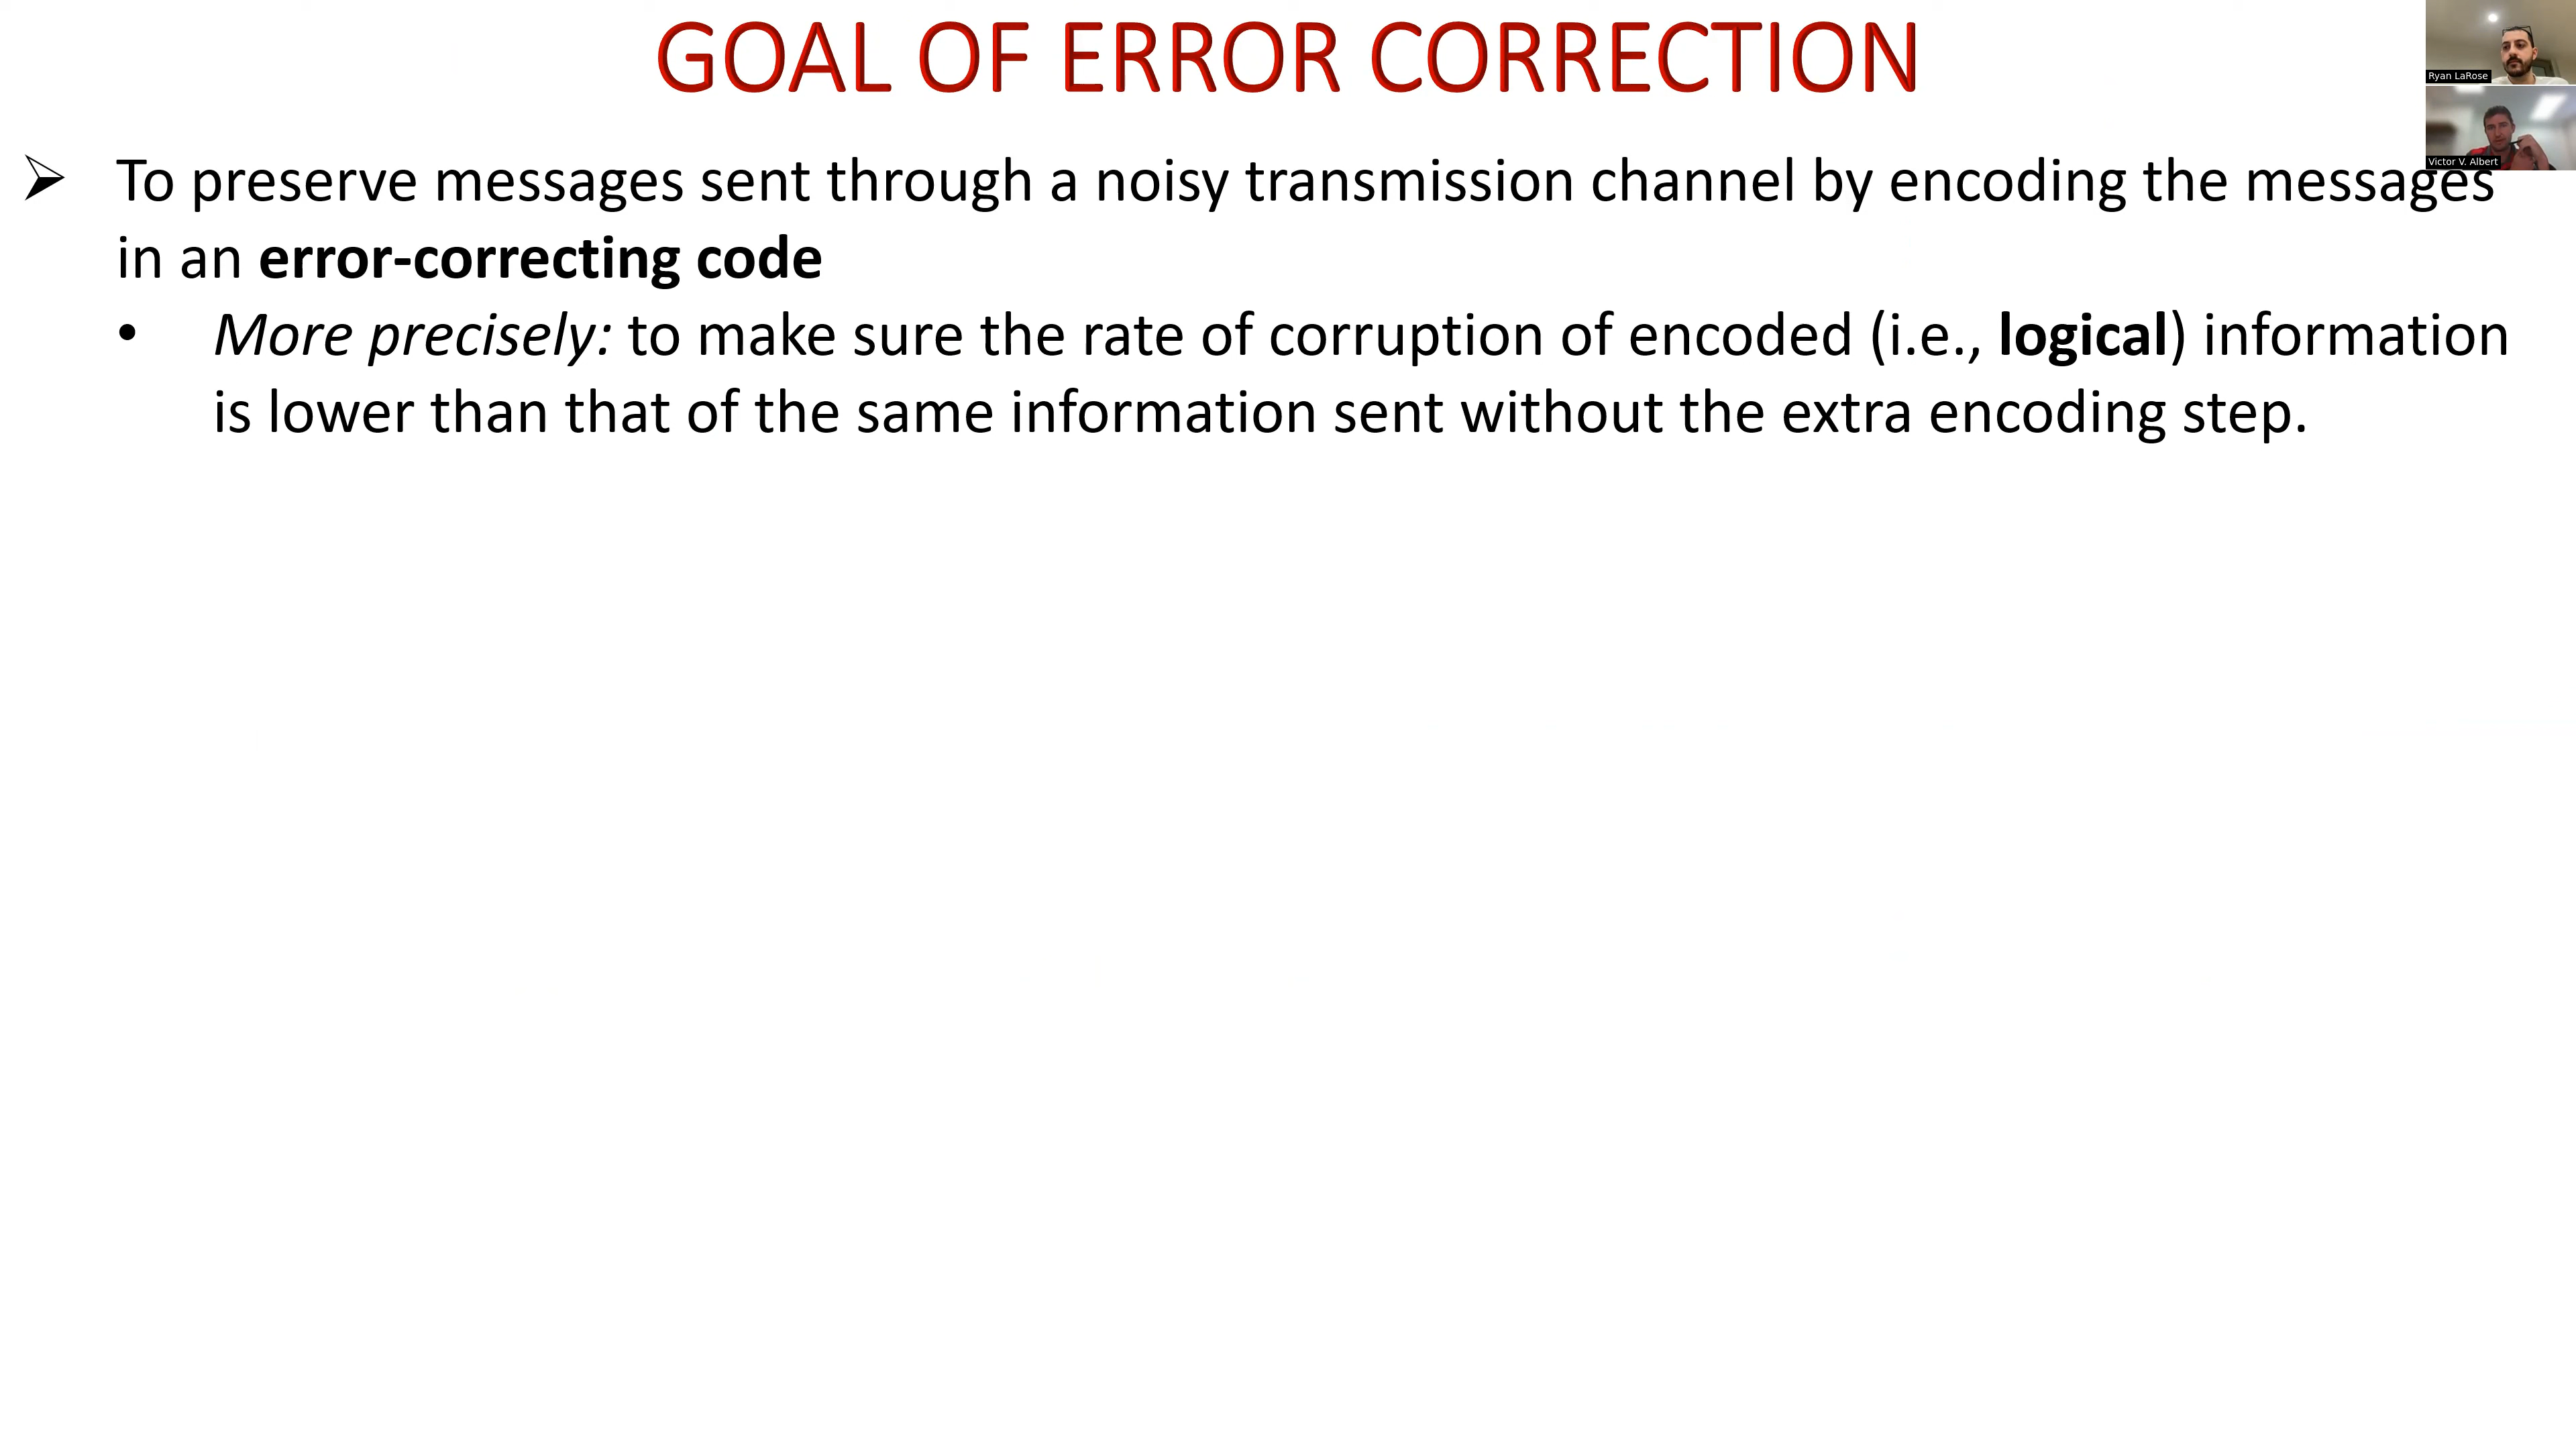 GOAL OF ERROR CORRECTION
Ryan LaRose
Victor V. Albert
➢ To preserve messages sent through a noisy transmission channel by encoding the messages
in an error-correcting code
• More precisely: to make sure the rate of corruption of encoded (i.e., logical) information
is lower than that of the same information sent without the extra encoding step.